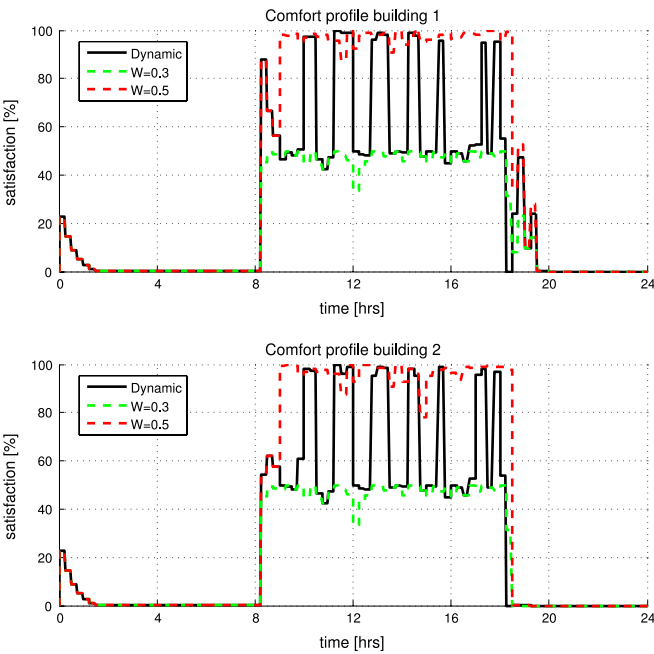 Comfort profile building 1
100
80
60
40
20
0
satisfaction [%]
Dynamic
W=0.3
W=0.5
0 4 8 12 16 20 24
time [hrs]
Comfort profile building 2
100
80
60
40
20
0
satisfaction [%]
Dynamic
W=0.3
W=0.5
0 4 8 12 16 20 24
time [hrs]